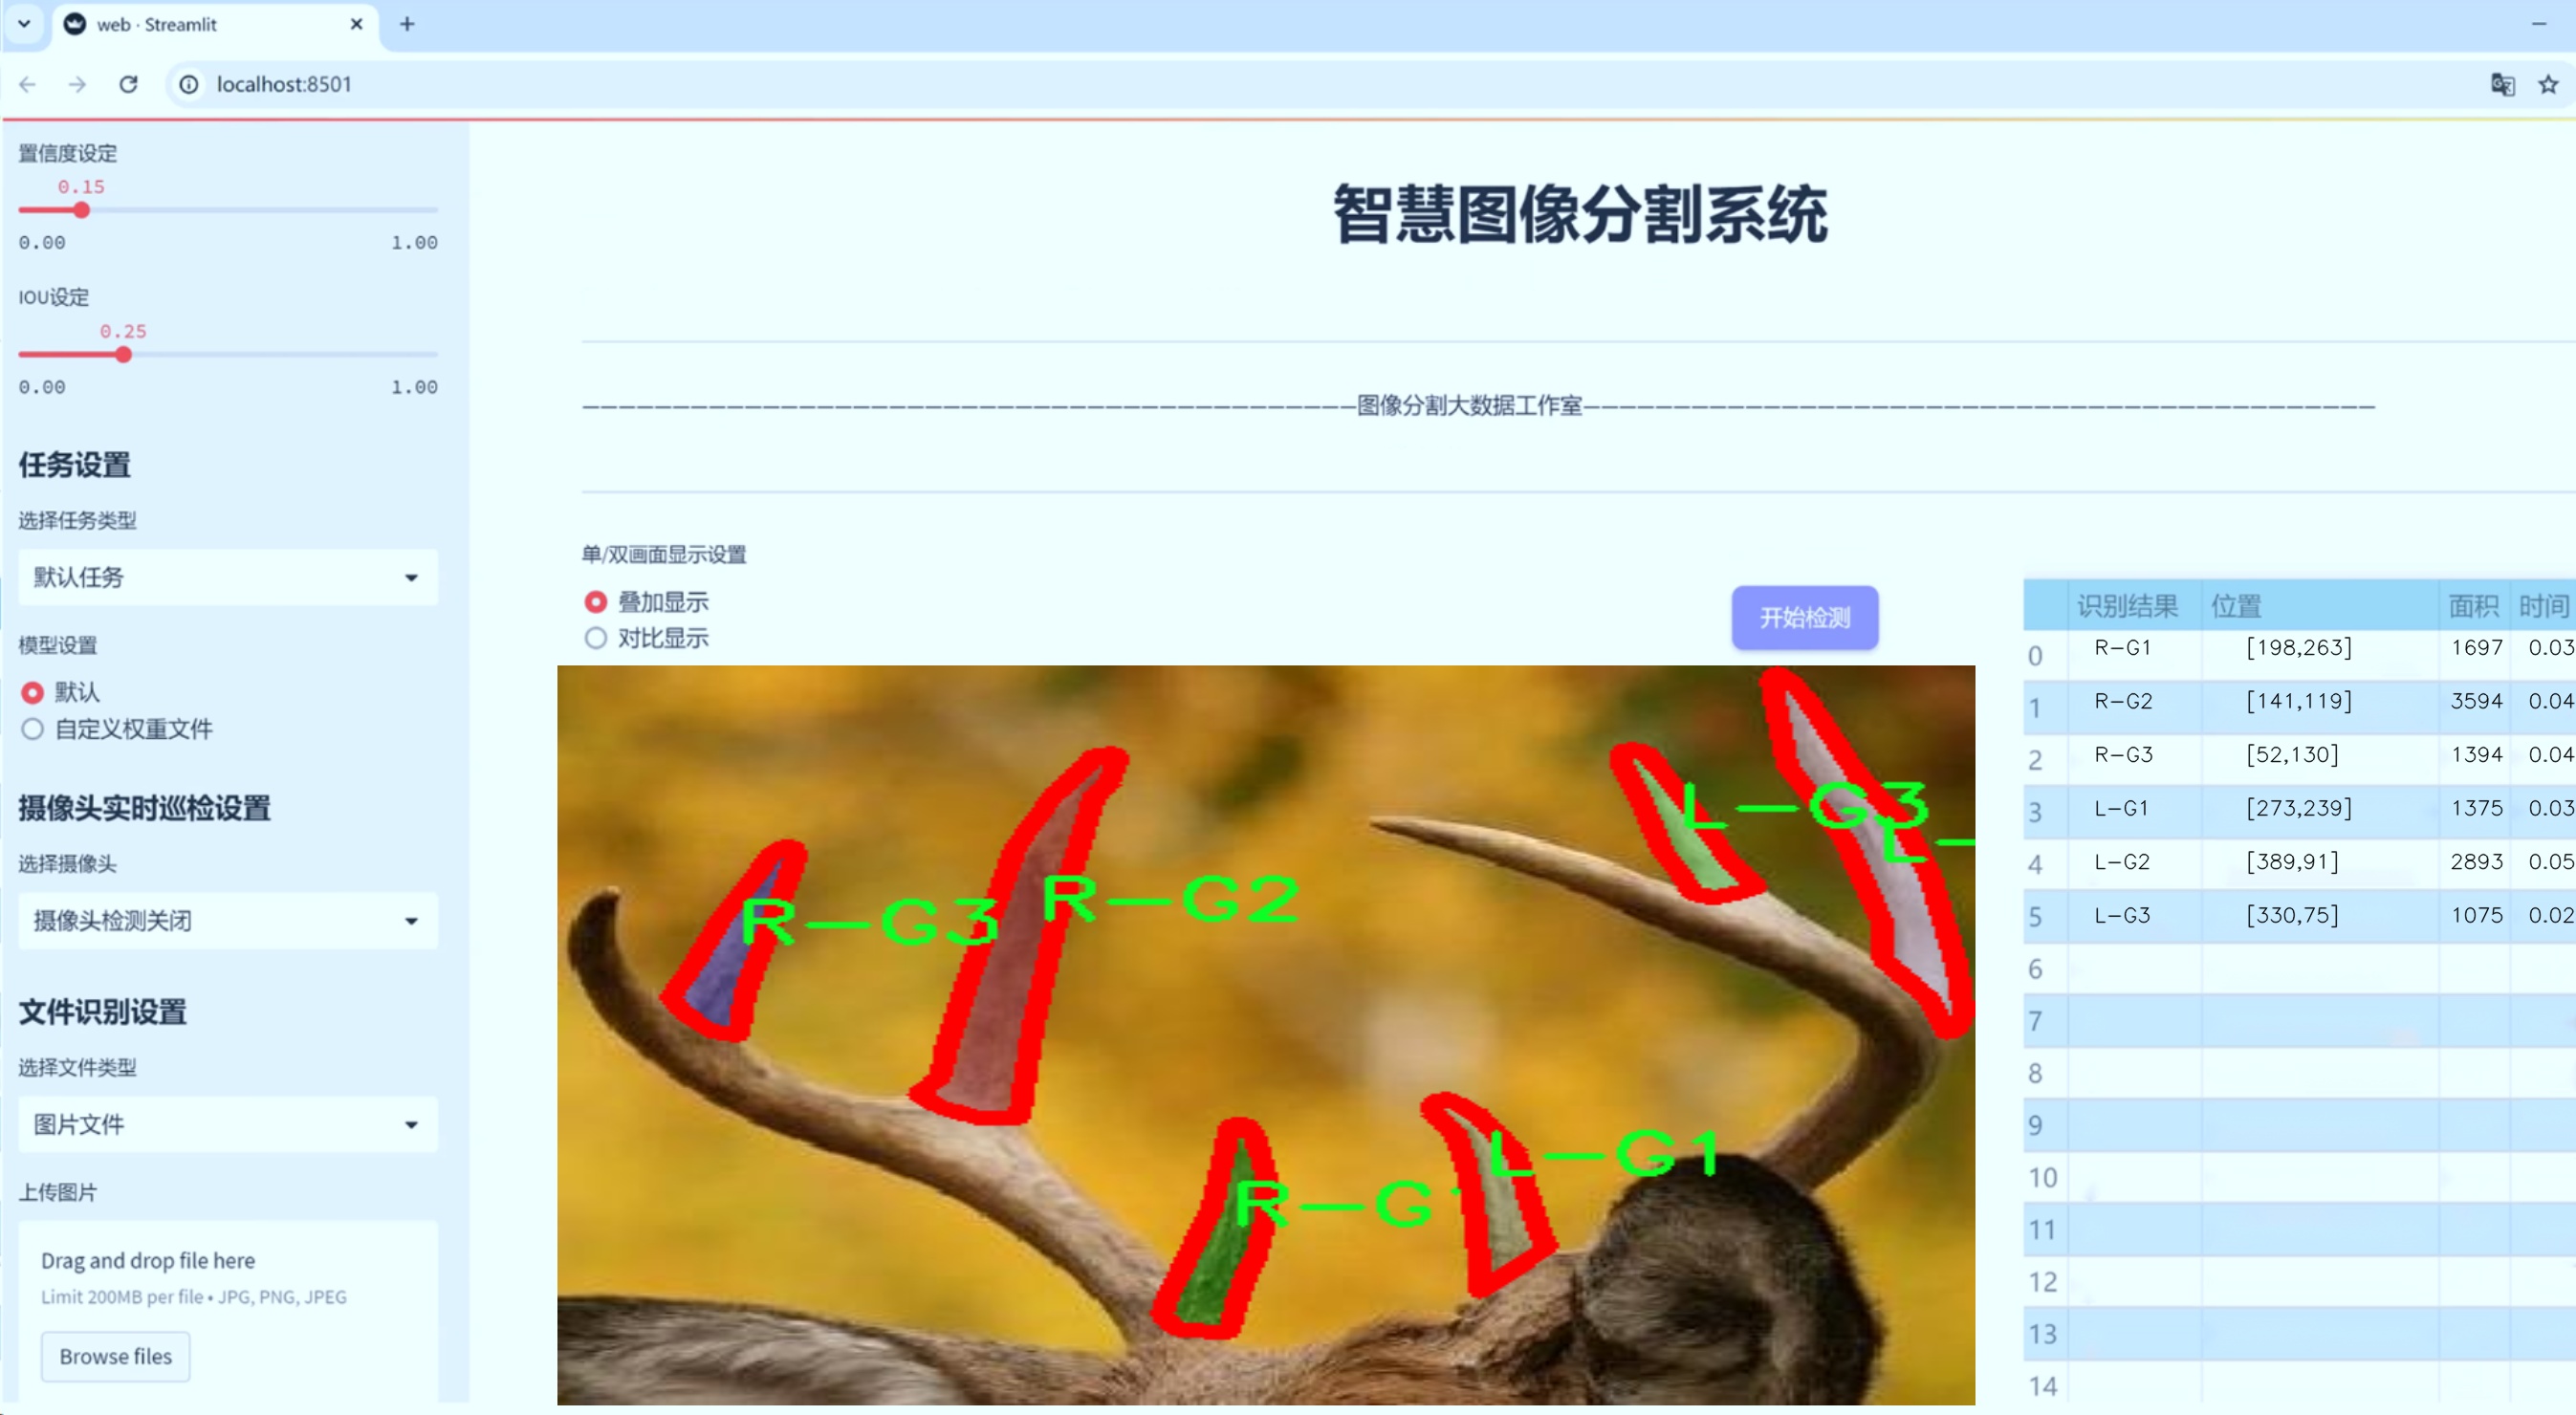 web · Streamlit
localhost:8501
置信度设定
0.15
0.00 1.00
IOU设定
0.25
0.00 1.00
任务设置
选择任务类型
默认任务
模型设置
默认
自定义权重文件
摄像头实时巡检设置
选择摄像头
摄像头检测关闭
文件识别设置
选择文件类型
图片文件
上传图片
Drag and drop file here
Limit 200MB per file • JPG, PNG, JPEG
Browse files
智慧图像分割系统
图像分割大数据工作室
单/双画面显示设置
叠加显示
对比显示
开始检测
L-G3
L-
R-G3
R-G2
L-G1
R-G
识别结果 位置 面积 时间
0 R-G1 [198,263] 1697 0.03
1 R-G2 [141,119] 3594 0.04
2 R-G3 [52,130] 1394 0.04
3 L-G1 [273,239] 1375 0.03
4 L-G2 [389,91] 2893 0.05
5 L-G3 [330,75] 1075 0.02
6
7
8
9
10
11
12
13
14